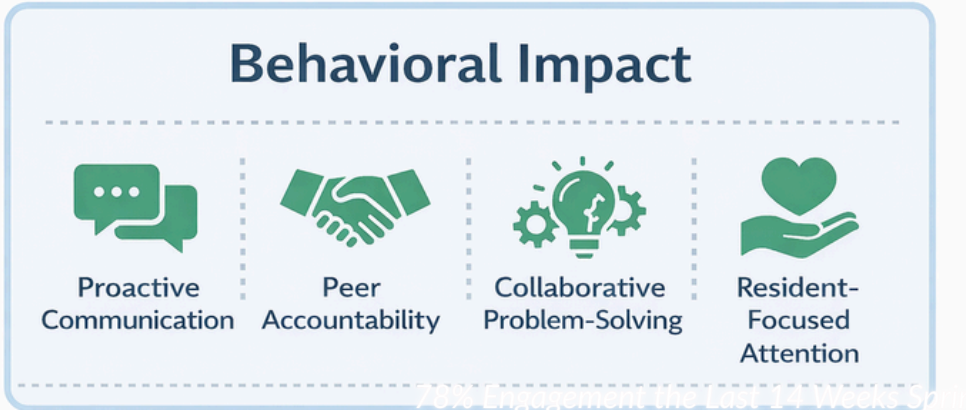 Behavioral Impact
Proactive
Communication
Peer
Accountability
Collaborative
Problem-Solving
Resident-
Focused
Attention
78% Engagement the Last 14 Weeks